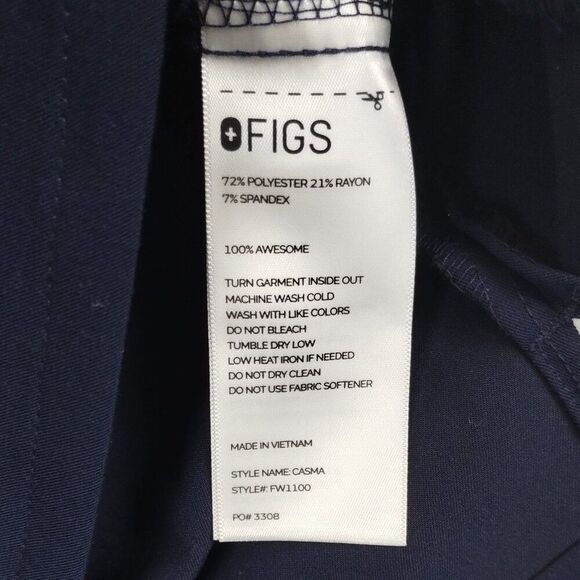 FIGS
72% POLYESTER 21% RAYON
7% SPANDEX
100% AWESOME
TURN GARMENT INSIDE OUT
MACHINE WASH COLD
WASH WITH LIKE COLORS
DO NOT BLEACH
TUMBLE DRY LOW
LOW HEAT IRON IF NEEDED
DO NOT DRY CLEAN
DO NOT USE FABRIC SOFTENER
MADE IN VIETNAM
STYLE NAME: CASMA
STYLE#: FW1100
PO# 3308